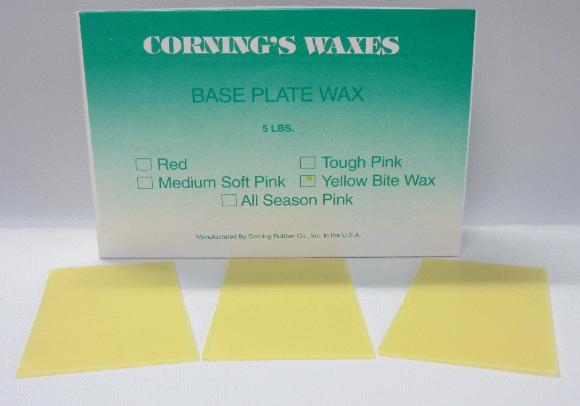 CORNING'S WAXES
BASE PLATE WAX
5 LBS.
Red
Tough Pink
Medium Soft Pink
Yellow Bite Wax
All Season Pink
Manufactured By Corning Rubber Co., Inc. In the U.S.A.